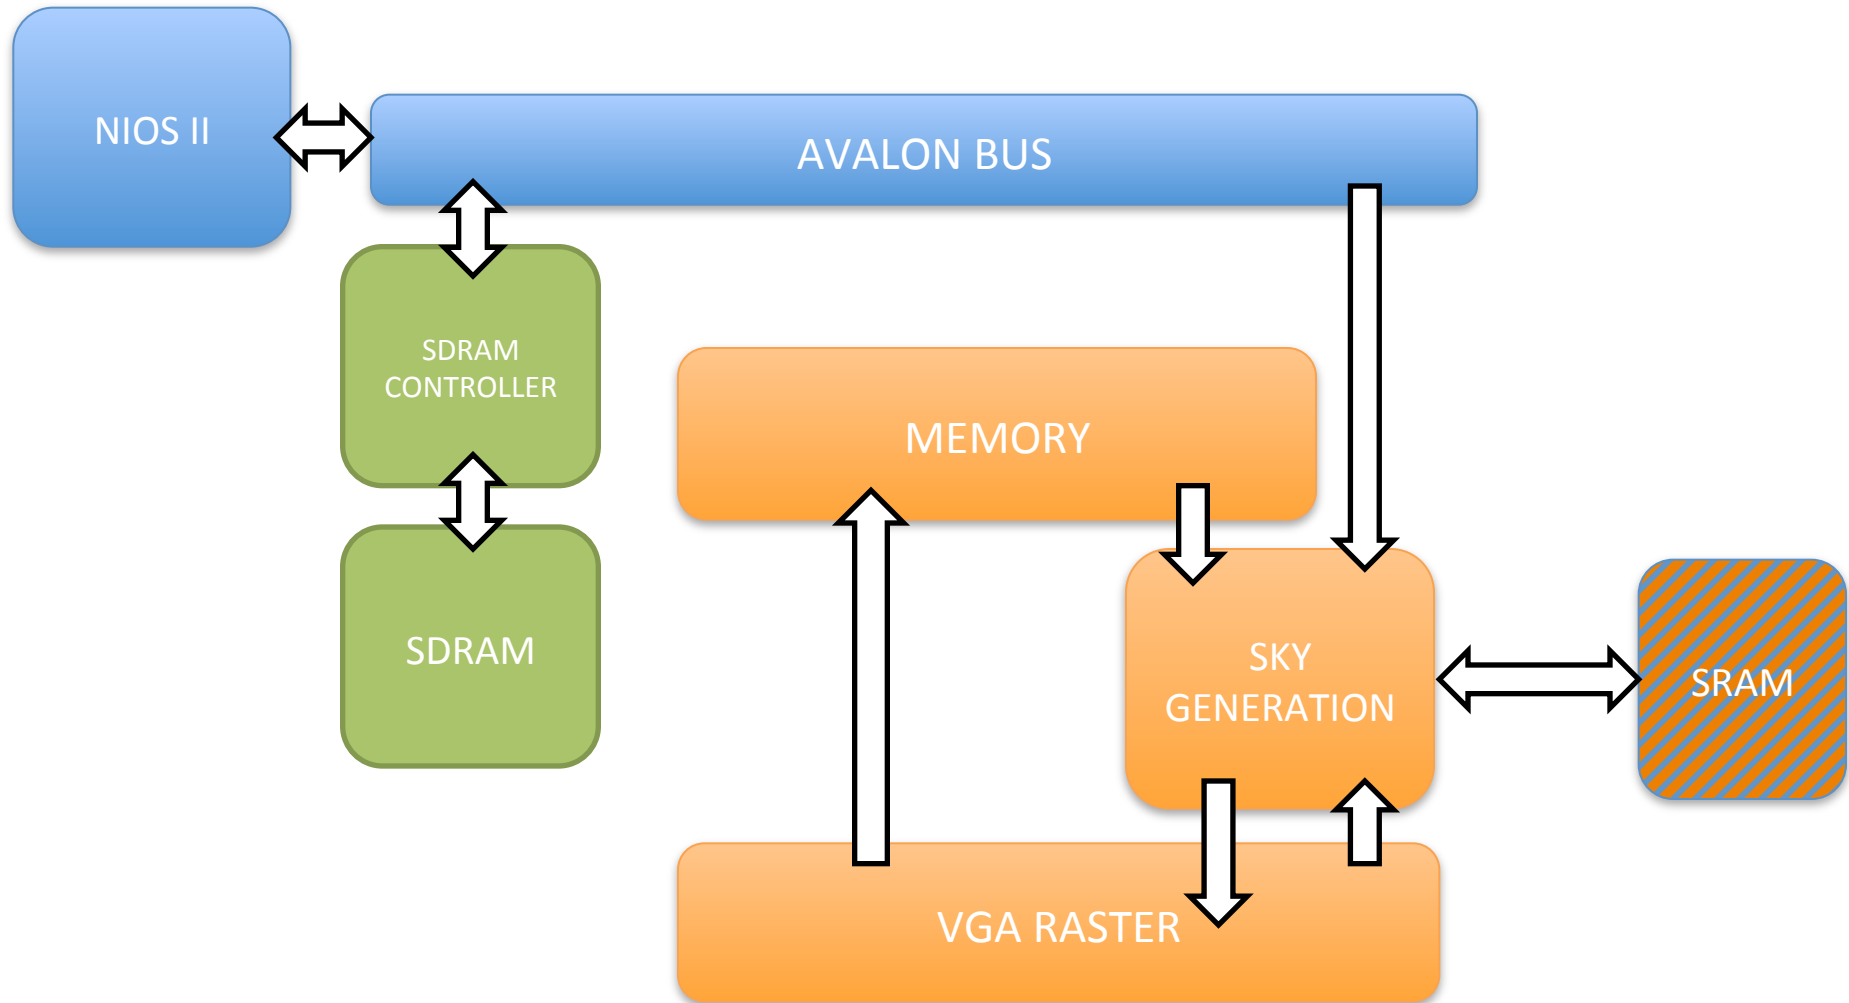 NIOS II
AVALON BUS
SDRAM
CONTROLLER
MEMORY
SDRAM
SKY
GENERATION
SRAM
VGA RASTER